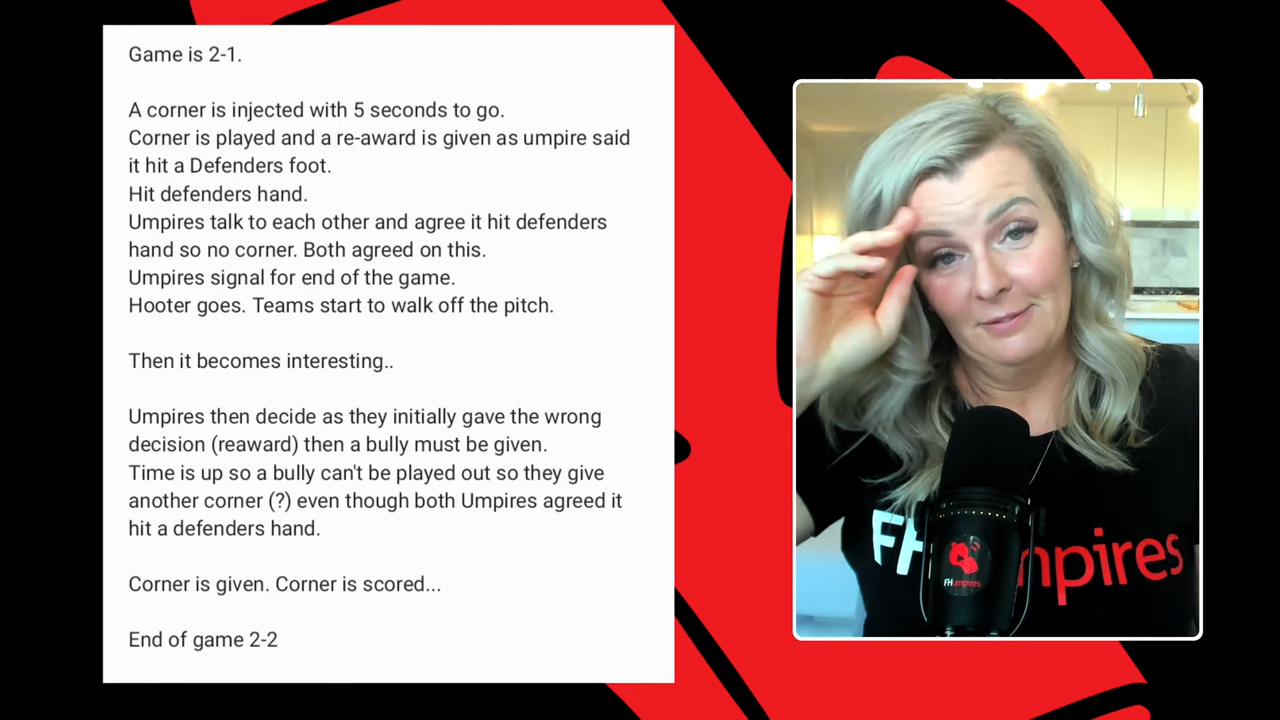 Game is 2-1.
A corner is injected with 5 seconds to go.
Corner is played and a re-award is given as umpire said
it hit a Defenders foot.
Hit defenders hand.
Umpires talk to each other and agree it hit defenders
hand so no corner. Both agreed on this.
Umpires signal for end of the game.
Hooter goes. Teams start to walk off the pitch.
Then it becomes interesting..
Umpires then decide as they initially gave the wrong
decision (reaward) then a bully must be given.
Time is up so a bully can't be played out so they give
another corner (?) even though both Umpires agreed it
hit a defenders hand.
Corner is given. Corner is scored...
End of game 2-2
FH mpires
FHumpires